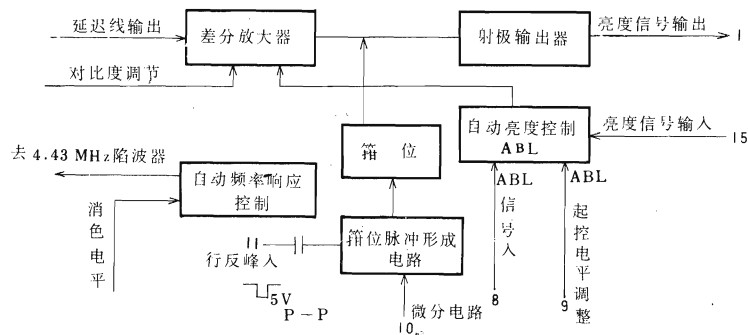 延迟线输出
差分放大器
射极输出器
亮度信号输出
1
对比度调节
自动亮度控制
ABL
亮度信号输入
15
箝位
去4.43MHz陷波器
自动频率响应
控制
消色电平
ABL
信号入
8
ABL
起控电平调整
9
箝位脉冲形成
电路
11
行反峰入
5V
P-P
微分电路
10